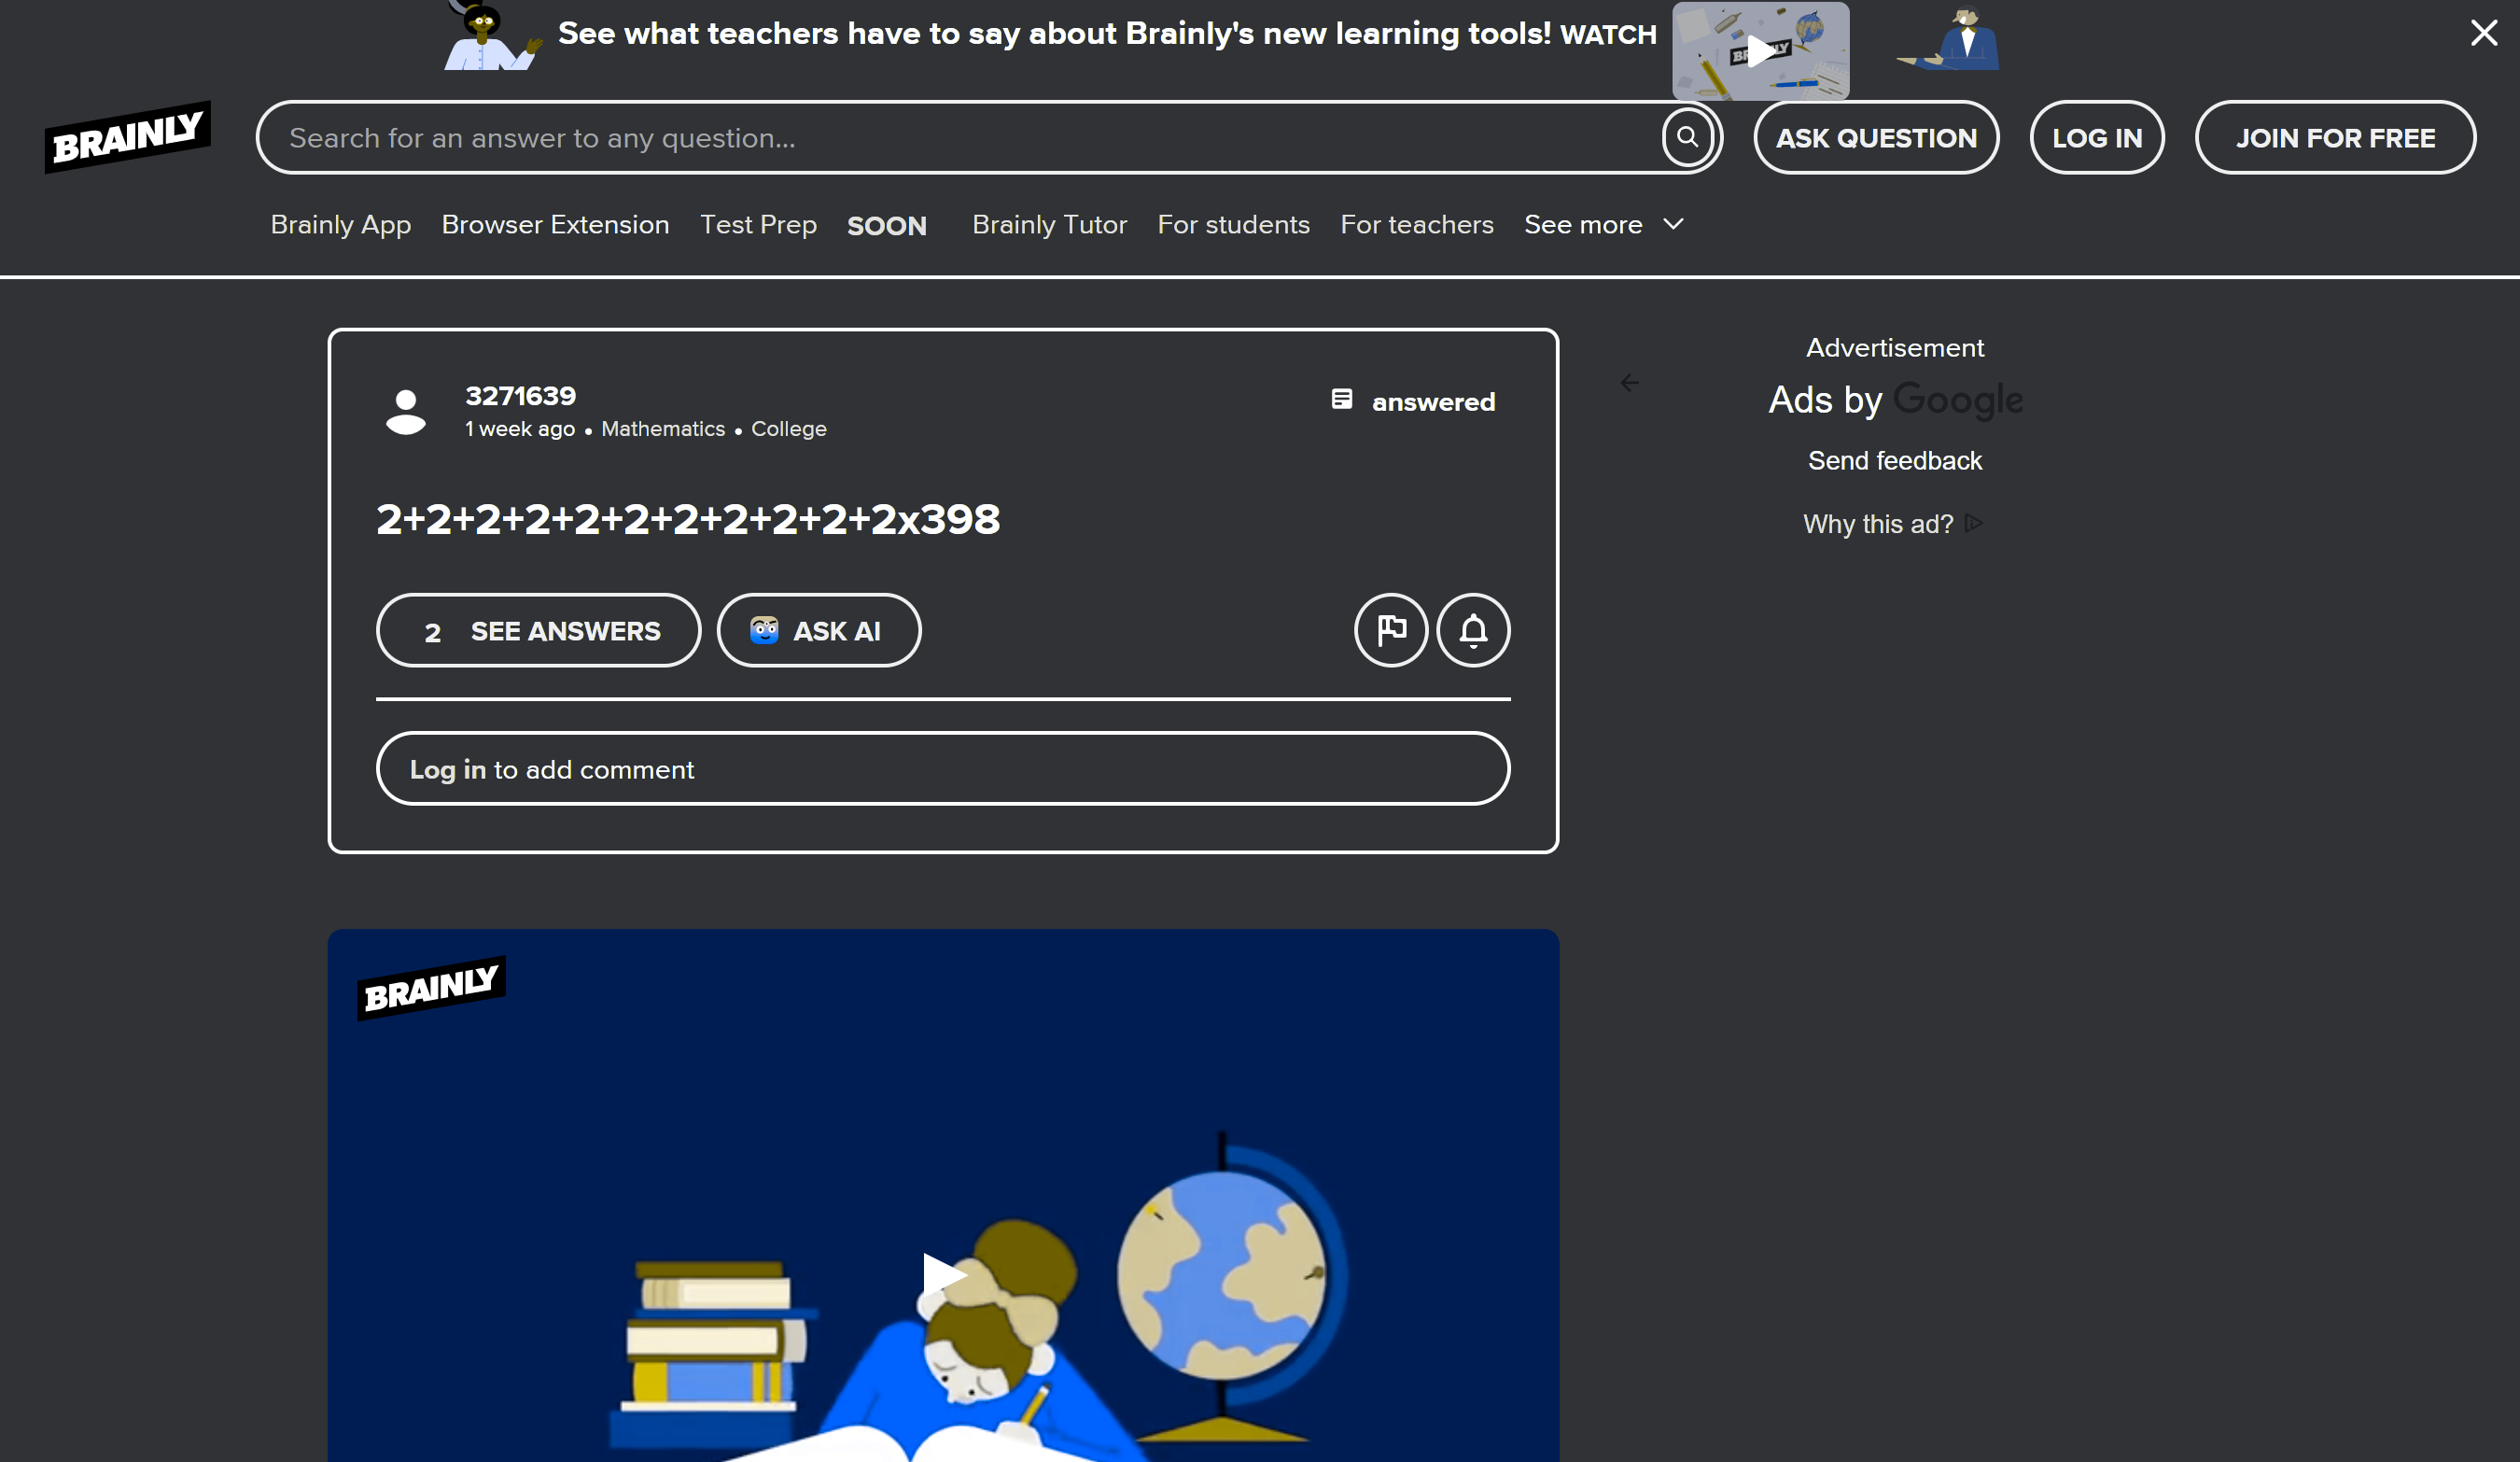 See what teachers have to say about Brainly's new learning tools! WATCH
BRAINLY
BRAINLY
Search for an answer to any question...
ASK QUESTION
LOG IN
JOIN FOR FREE
Brainly App
Browser Extension
Test Prep
SOON
Brainly Tutor
For students
For teachers
See more
3271639
1 week ago • Mathematics • College
answered
2+2+2+2+2+2+2+2+2+2+2x398
2 SEE ANSWERS
ASK AI
Log in to add comment
Advertisement
Ads by Google
Send feedback
Why this ad?
BRAINLY